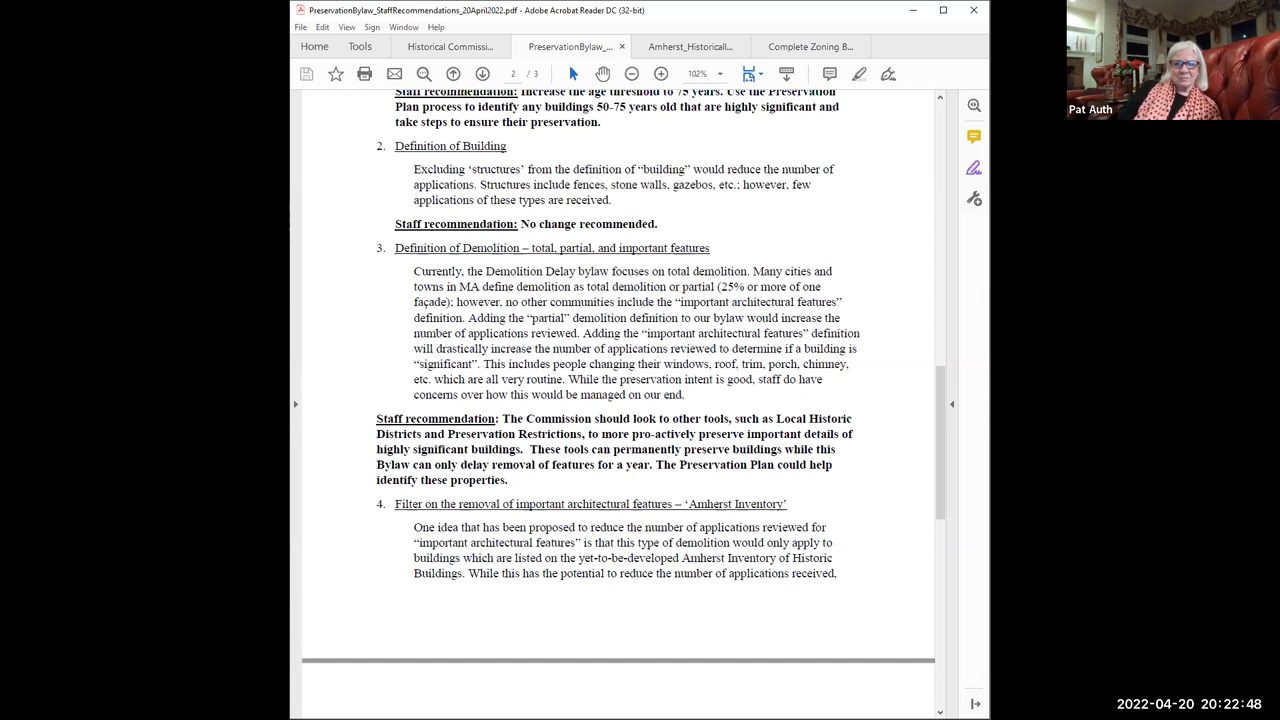 PreservationBylaw_StaffRecommendations_20April2022.pdf - Adobe Acrobat Reader DC (32-bit)
File Edit View Sign Window Help
Home Tools Historical Commissi... PreservationBylaw_... × Amherst_Historicall... Complete Zoning B...
2 / 3 102%
Staff recommendation: Increase the age threshold to 75 years. Use the Preservation
Plan process to identify any buildings 50-75 years old that are highly significant and
take steps to ensure their preservation.
2. Definition of Building
Excluding ‘structures’ from the definition of “building” would reduce the number of
applications. Structures include fences, stone walls, gazebos, etc.; however, few
applications of these types are received.
Staff recommendation: No change recommended.
3. Definition of Demolition – total, partial, and important features
Currently, the Demolition Delay bylaw focuses on total demolition. Many cities and
towns in MA define demolition as total demolition or partial (25% or more of one
façade); however, no other communities include the “important architectural features”
definition. Adding the “partial” demolition definition to our bylaw would increase the
number of applications reviewed. Adding the “important architectural features” definition
will drastically increase the number of applications reviewed to determine if a building is
“significant”. This includes people changing their windows, roof, trim, porch, chimney,
etc. which are all very routine. While the preservation intent is good, staff do have
concerns over how this would be managed on our end.
Staff recommendation: The Commission should look to other tools, such as Local Historic
Districts and Preservation Restrictions, to more pro-actively preserve important details of
highly significant buildings. These tools can permanently preserve buildings while this
Bylaw can only delay removal of features for a year. The Preservation Plan could help
identify these properties.
4. Filter on the removal of important architectural features – ‘Amherst Inventory’
One idea that has been proposed to reduce the number of applications reviewed for
“important architectural features” is that this type of demolition would only apply to
buildings which are listed on the yet-to-be-developed Amherst Inventory of Historic
Buildings. While this has the potential to reduce the number of applications received,
Pat Auth
2022-04-20 20:22:48